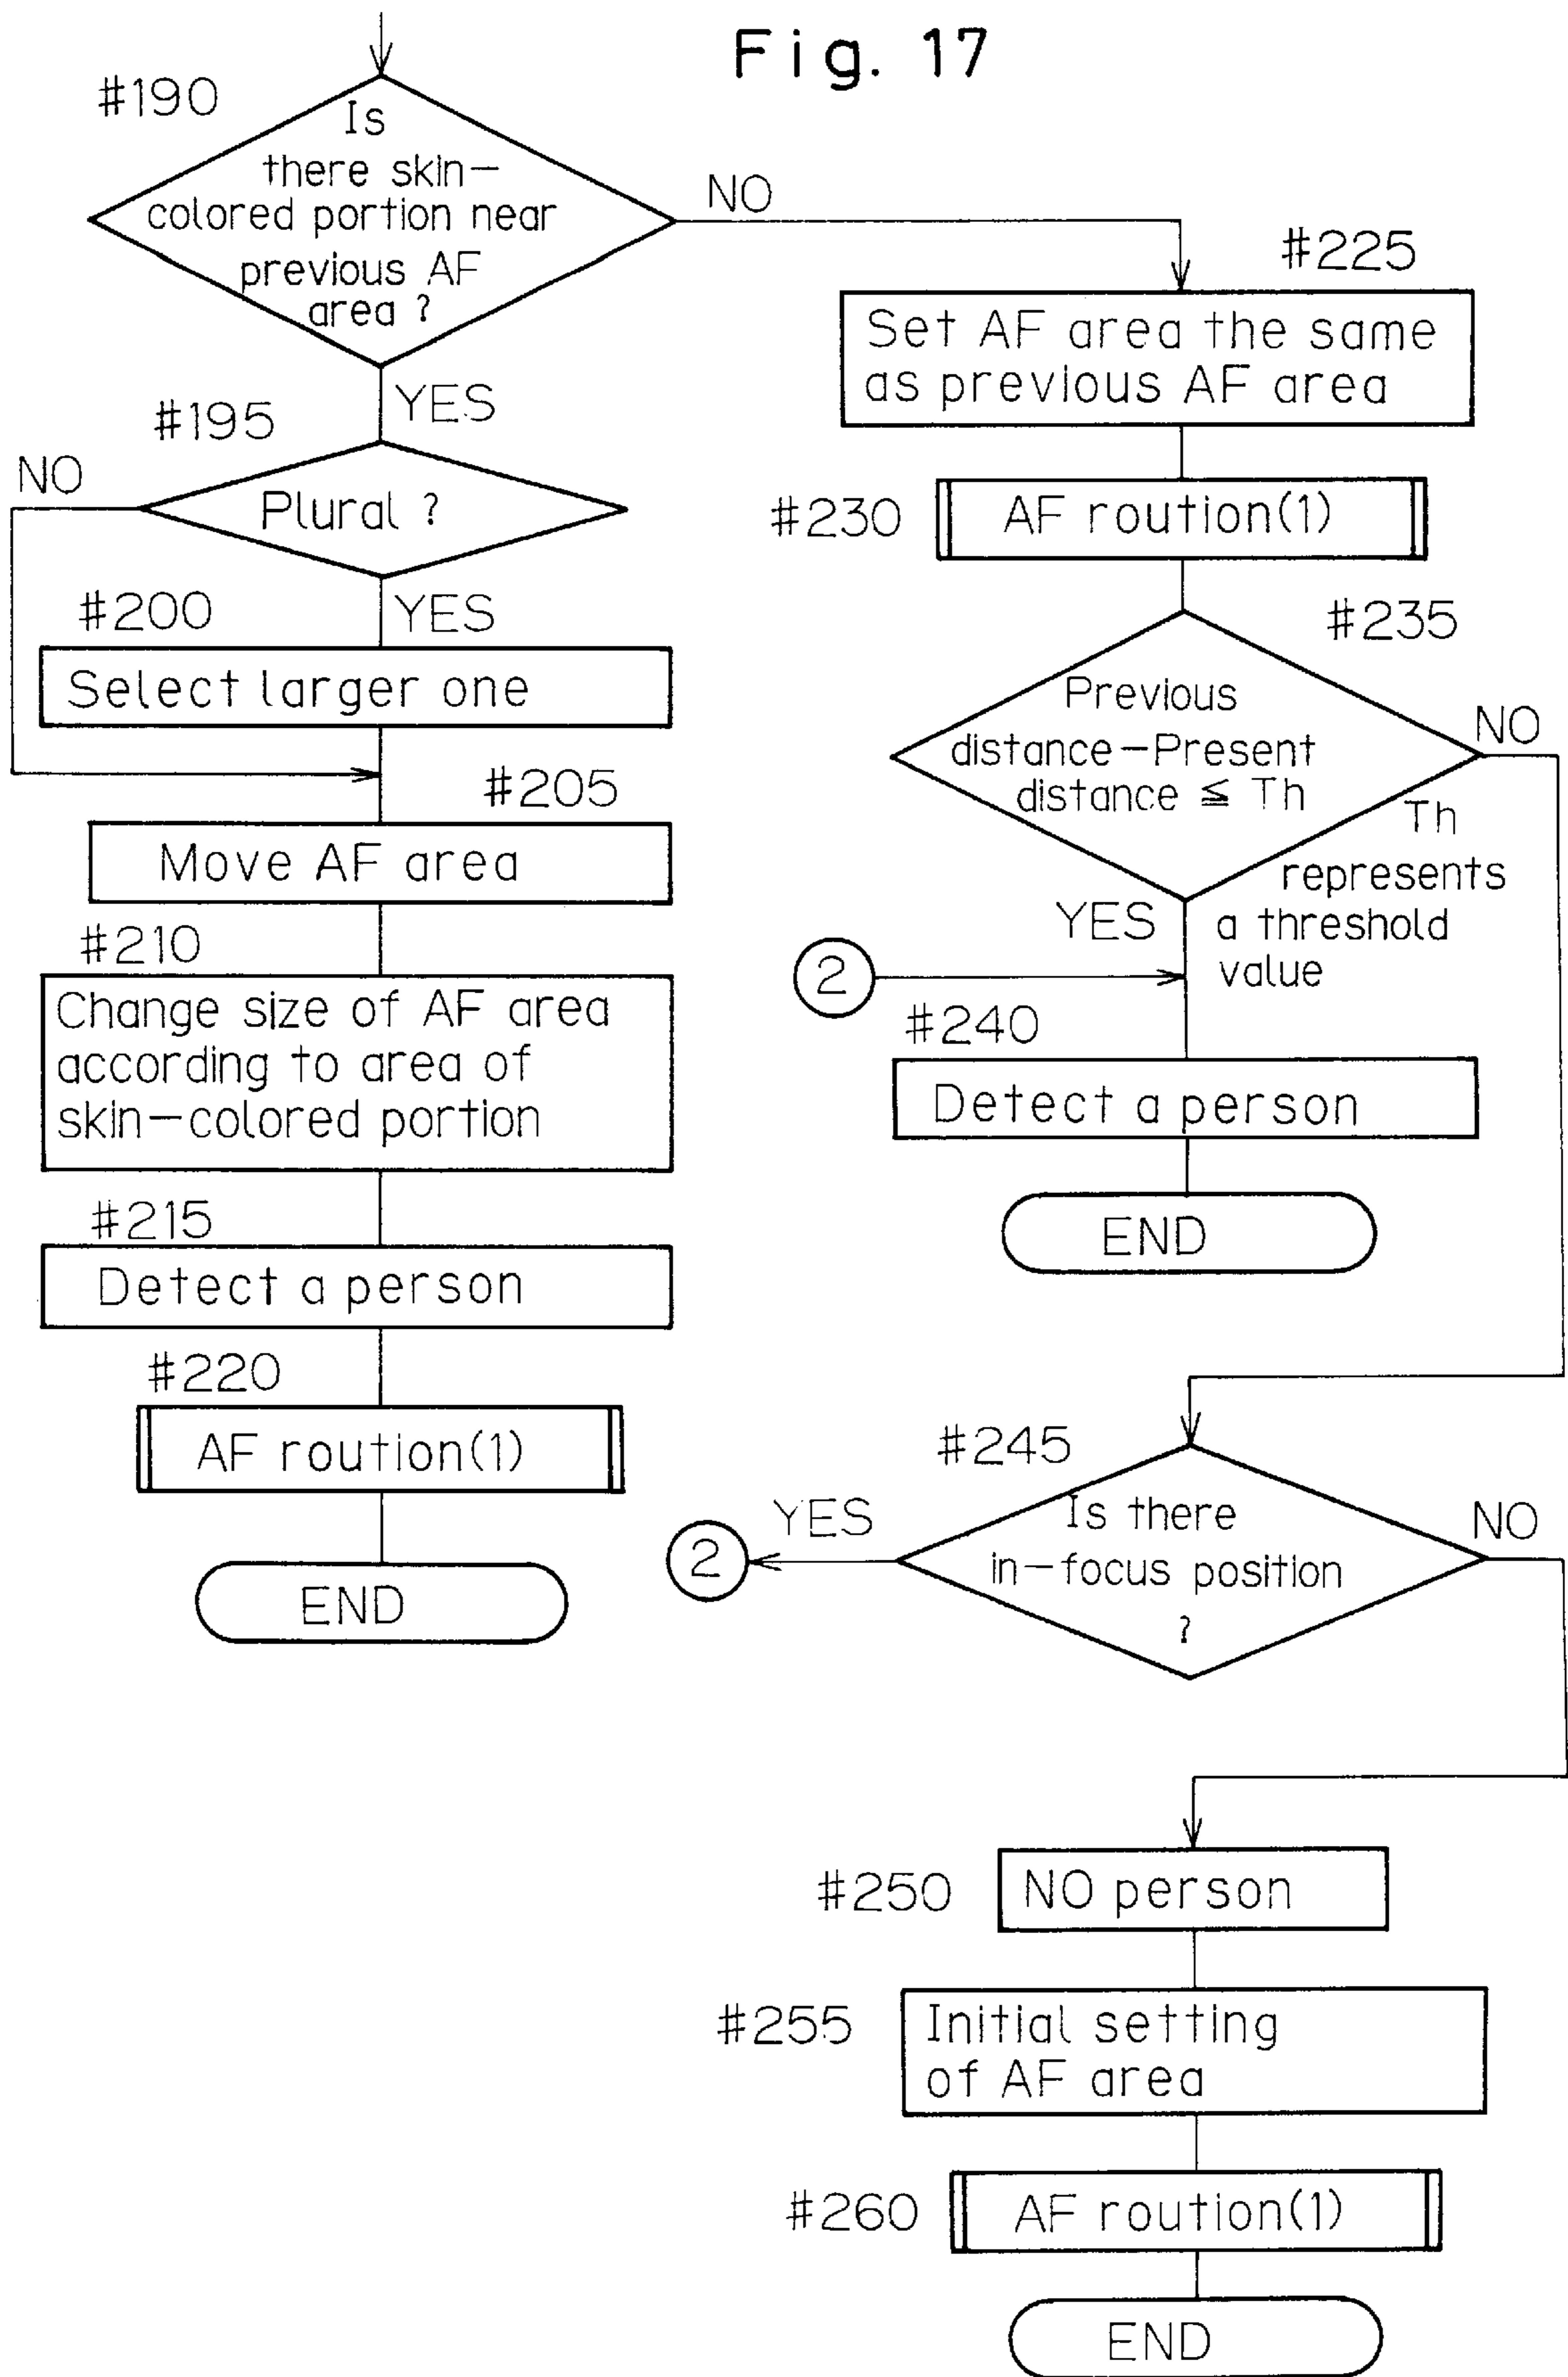 Fig. 17
#190
Is
there skin-
colored portion near
previous AF
area ?
NO
YES
#195
NO
Plural ?
YES
#200
Select larger one
#205
Move AF area
#210
Change size of AF area
according to area of
skin-colored portion
#215
Detect a person
#220
AF roution(1)
END
#225
Set AF area the same
as previous AF area
#230
AF roution(1)
#235
Previous
distance-Present
distance ≦ Th
NO
Th
represents
a threshold
value
YES
2
#240
Detect a person
END
#245
Is there
in-focus position
?
YES
2
NO
#250
NO person
#255
Initial setting
of AF area
#260
AF roution(1)
END